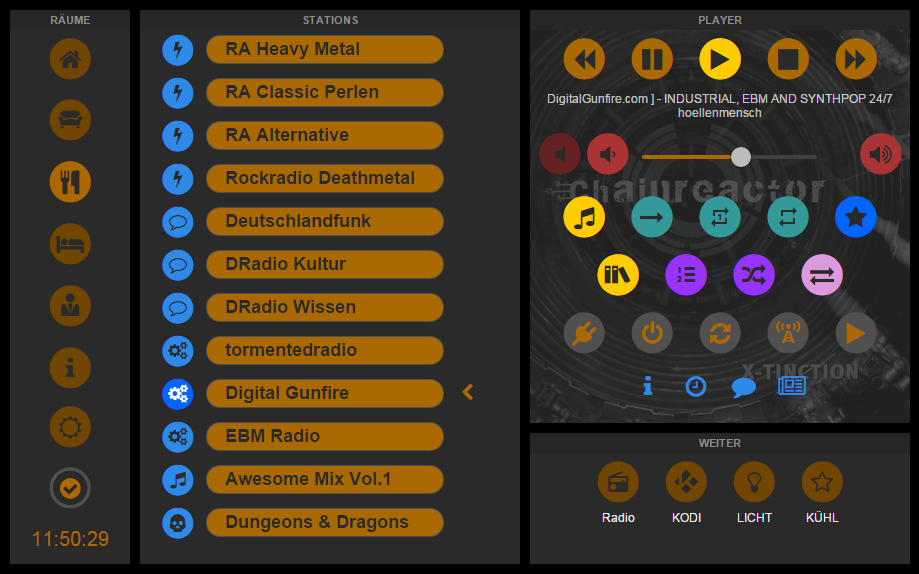 RÄUME
11:50:29
STATIONS
RA Heavy Metal
RA Classic Perlen
RA Alternative
Rockradio Deathmetal
Deutschlandfunk
DRadio Kultur
DRadio Wissen
tormentedradio
Digital Gunfire
EBM Radio
Awesome Mix Vol.1
Dungeons & Dragons
PLAYER
DigitalGunfire.com ] - INDUSTRIAL, EBM AND SYNTHPOP 24/7
hoellenmensch
chainreactor
X-TINCTION
WEITER
Radio
KODI
LICHT
KÜHL